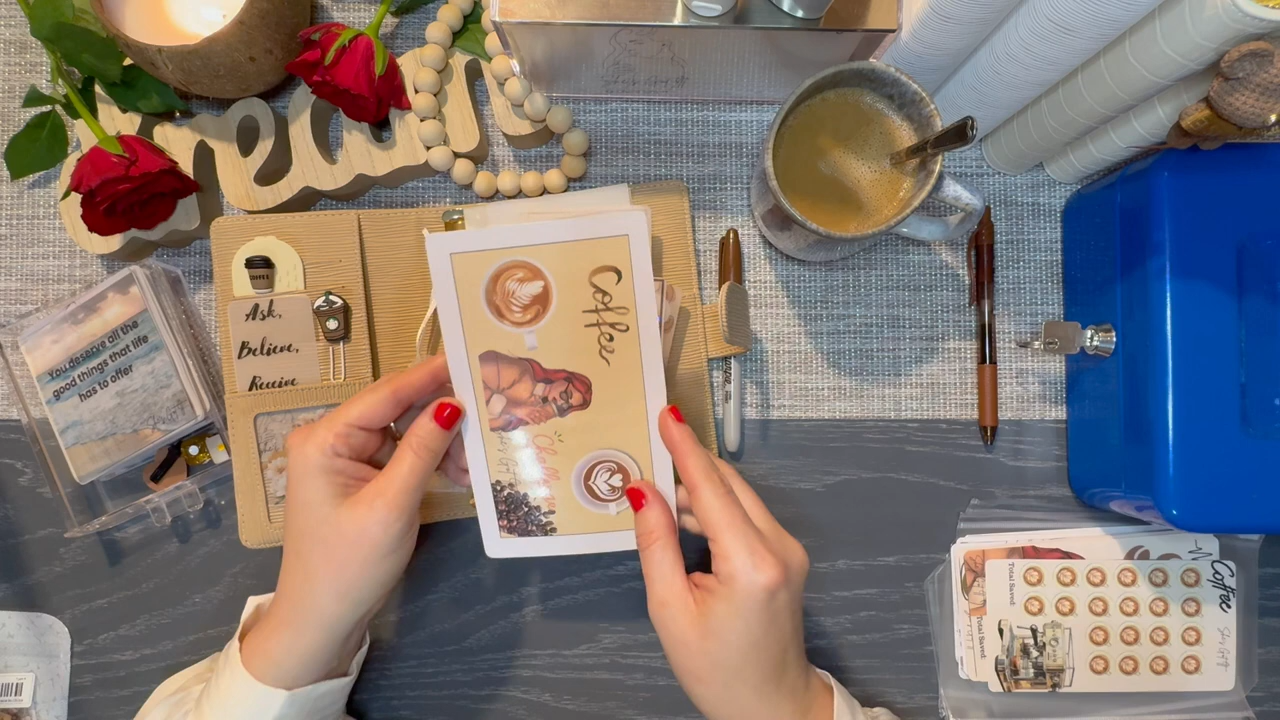 COFFEE
Ask,
Believe,
Receive
You deserve all the
good things that life
has to offer
Coffee
Challenge
Coffee
Total Saved:
Total Saved: